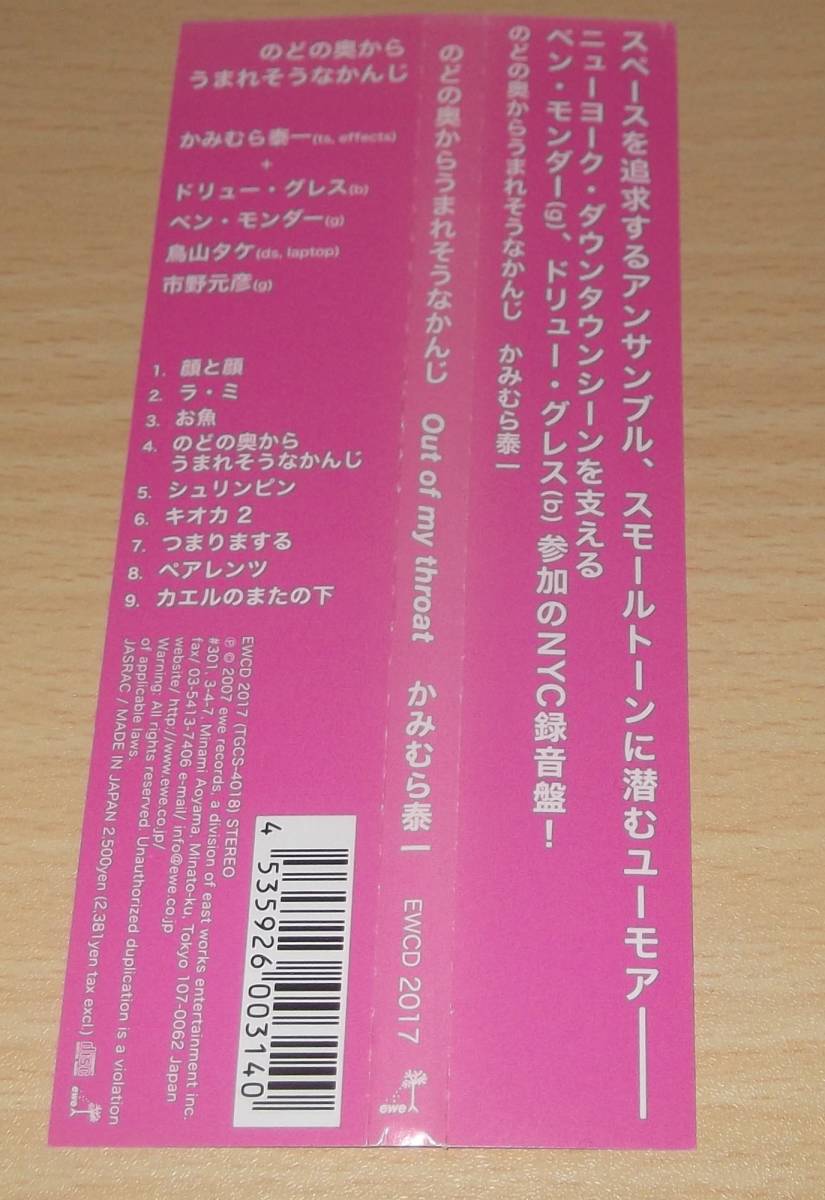 スペースを追求するアンサンブル、スモールトーンに潜むユーモア――
ニューヨーク・ダウンタウンシーンを支える
ベン・モンダー(g)、ドリュー・グレス(b) 参加のNYC録音盤！
のどの奥からうまれそうなかんじ　かみむら泰一
のどの奥からうまれそうなかんじ　Out of my throat　かみむら泰一　EWCD 2017
ewe
のどの奥から
うまれそうなかんじ
かみむら泰一(ts, effects)
+
ドリュー・グレス(b)
ベン・モンダー(g)
鳥山タケ(ds, laptop)
市野元彦(g)
1. 顔と顔
2. ラ・ミ
3. お魚
4. のどの奥から
うまれそうなかんじ
5. シュリンピン
6. キオカ 2
7. つまりまする
8. ペアレンツ
9. カエルのまたの下
EWCD 2017 (TGCS-4018) STEREO
℗ © 2007 ewe records, a division of east works entertainment inc.
#301, 3-4-7, Minami Aoyama, Minato-ku, Tokyo 107-0062 Japan
fax/ 03-5413-7406 e-mail/ info@ewe.co.jp
website/ http://www.ewe.co.jp/
Warning: All rights reserved. Unauthorized duplication is a violation
of applicable laws.
JASRAC / MADE IN JAPAN 2,500yen (2,381yen tax excl.)
disc
ewe
4 535926 003140